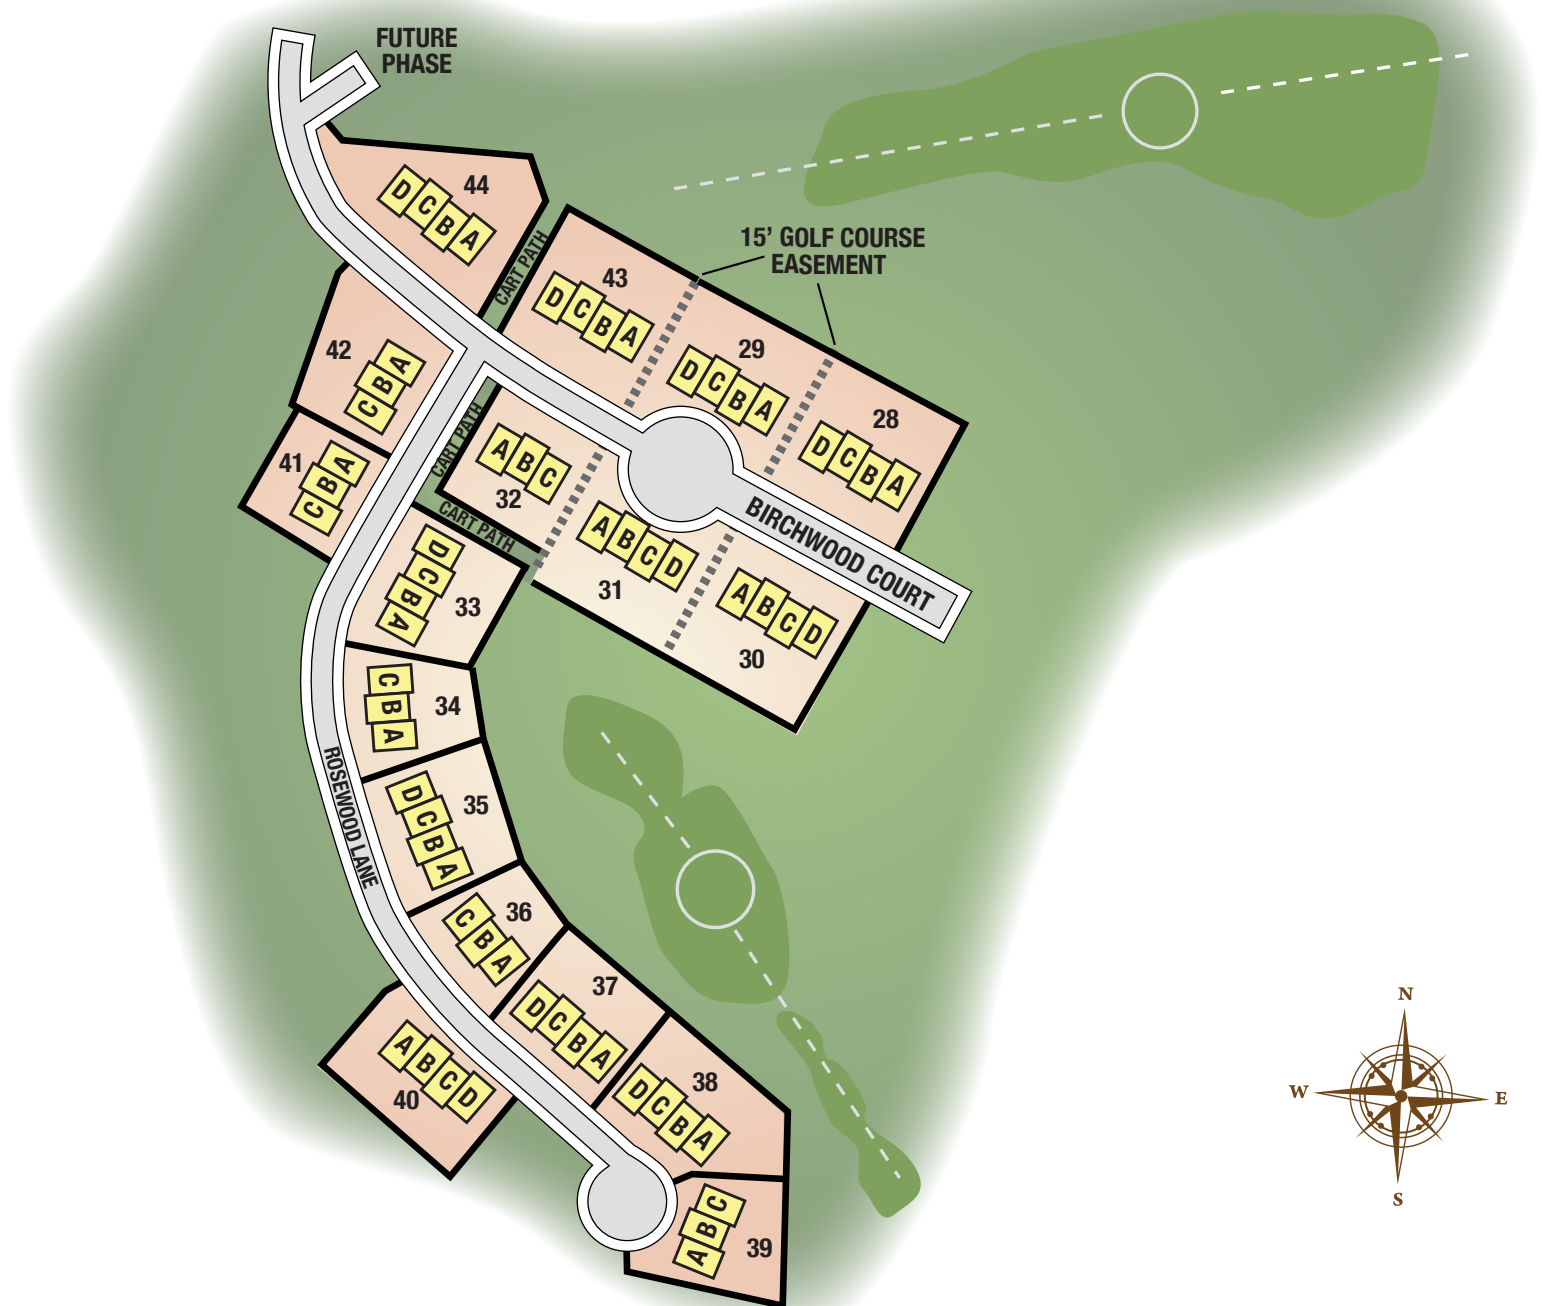 FUTURE
PHASE
44
D C B A
CART PATH
15' GOLF COURSE
EASEMENT
43
D C B A
29
D C B A
28
D C B A
42
C B A
41
C B A
CART PATH
A B C
32
CART PATH
A B C D
31
A B C D
30
BIRCHWOOD COURT
D C B A
33
C B A
34
D C B A
35
ROSEWOOD LANE
C B A
36
D C B A
37
D C B A
38
A B C D
40
A B C
39
N
W
E
S